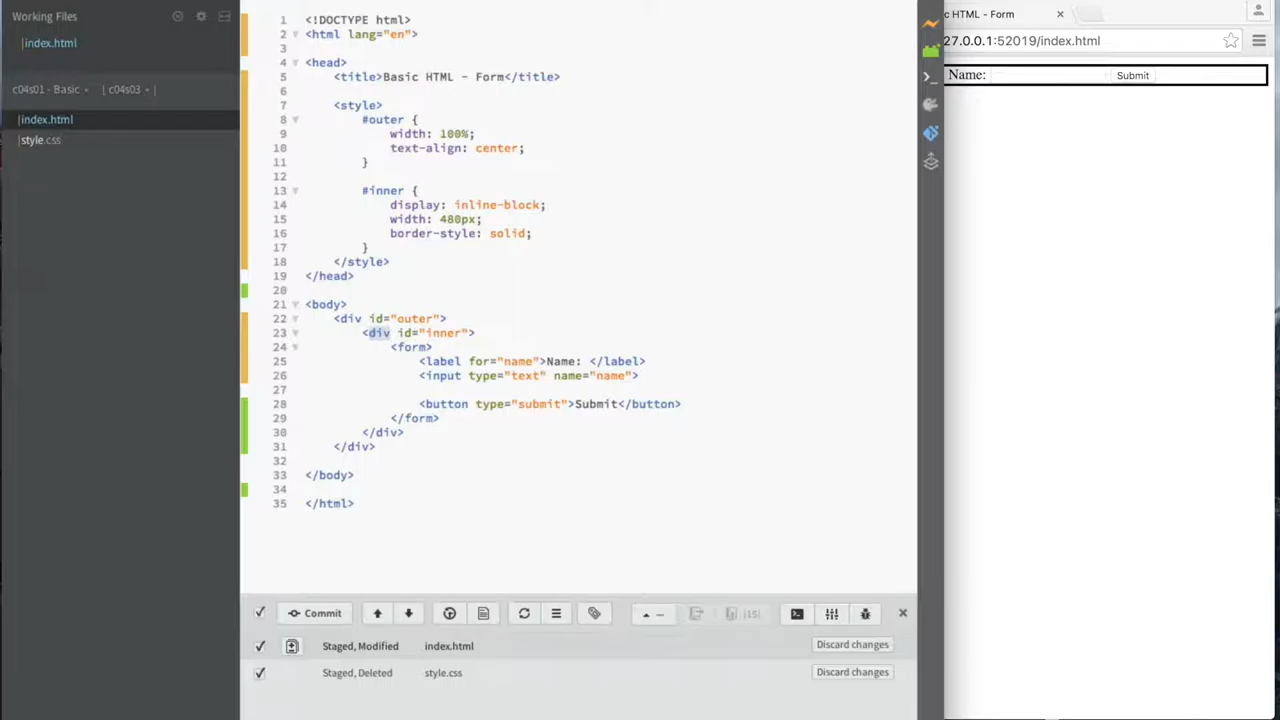 Working Files
index.html
c04s01 - Basic
[ c04s03
index.html
style.css
1 <!DOCTYPE html>
2 <html lang="en">
3
4 <head>
5 <title>Basic HTML - Form</title>
6
7 <style>
8 #outer {
9 width: 100%;
10 text-align: center;
11 }
12
13 #inner {
14 display: inline-block;
15 width: 480px;
16 border-style: solid;
17 }
18 </style>
19 </head>
20
21 <body>
22 <div id="outer">
23 <div id="inner">
24 <form>
25 <label for="name">Name: </label>
26 <input type="text" name="name">
27
28 <button type="submit">Submit</button>
29 </form>
30 </div>
31 </div>
32
33 </body>
34
35 </html>
Commit
[15]
Staged, Modified index.html Discard changes
Staged, Deleted style.css Discard changes
c HTML - Form
27.0.0.1:52019/index.html
Name: Submit